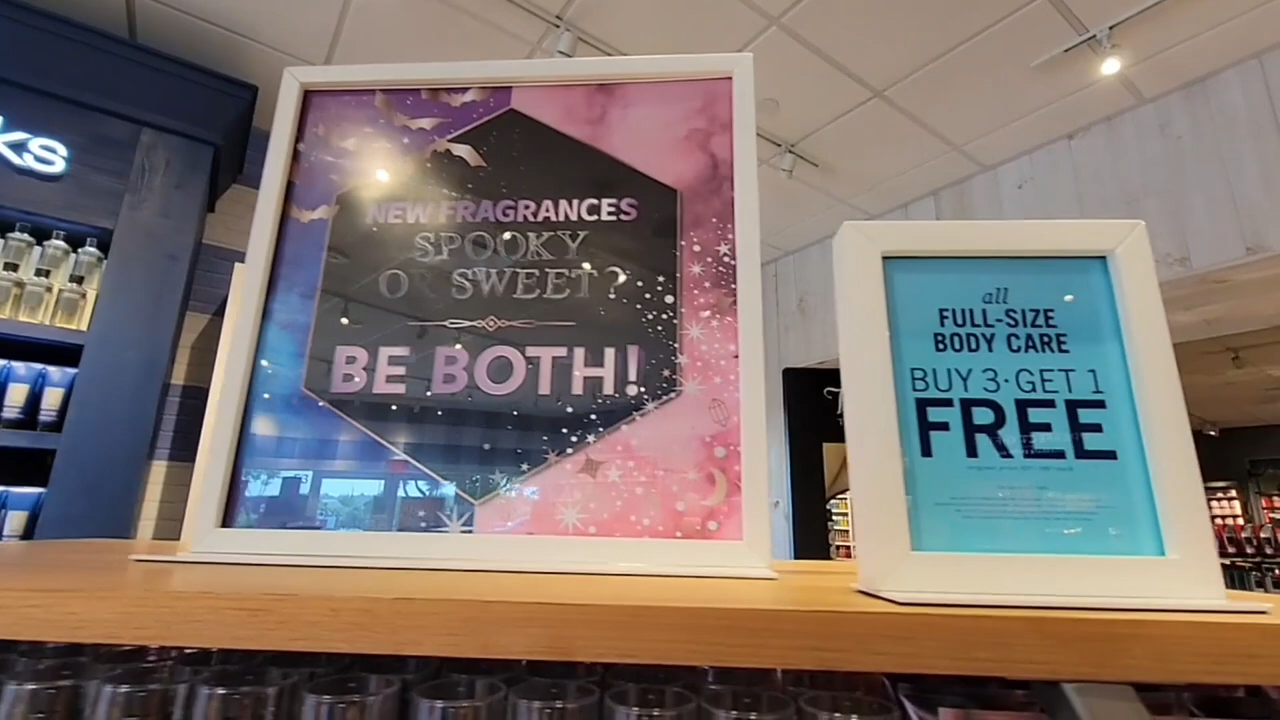 ks
NEW FRAGRANCES
SPOOKY
OR SWEET?
BE BOTH!
all
FULL-SIZE
BODY CARE
BUY 3·GET 1
FREE